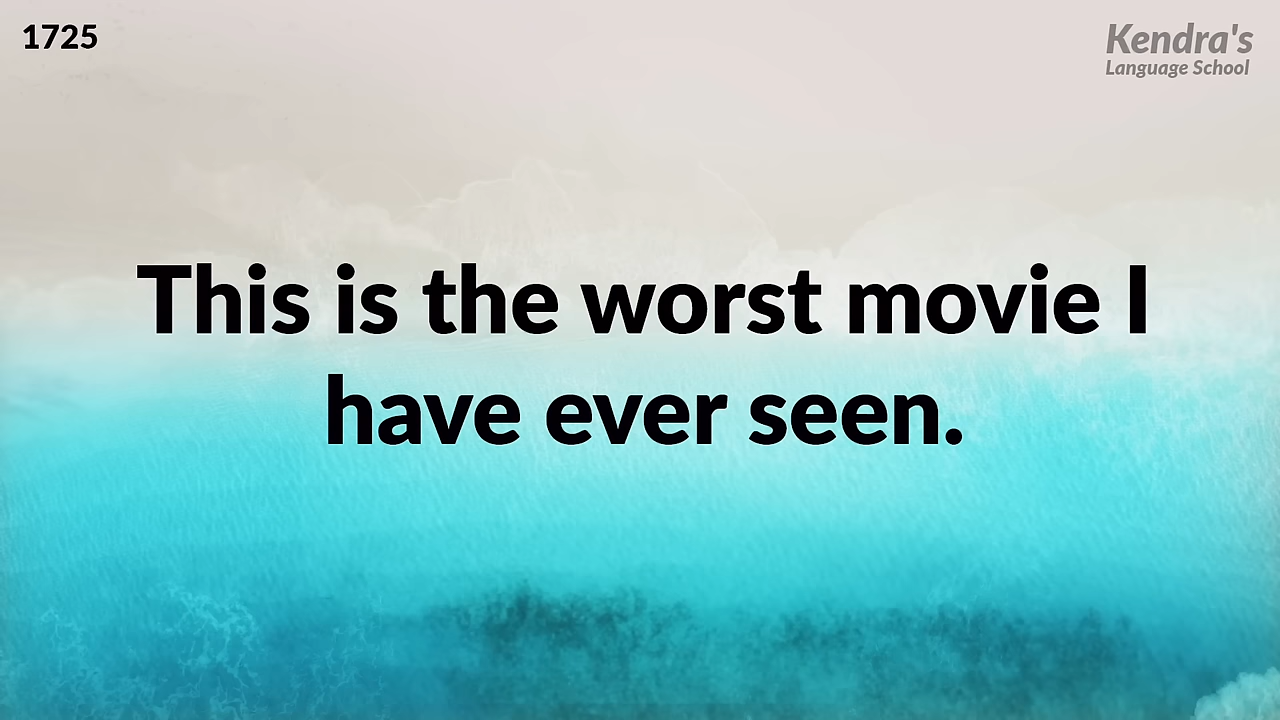 1725
Kendra's
Language School
This is the worst movie I
have ever seen.